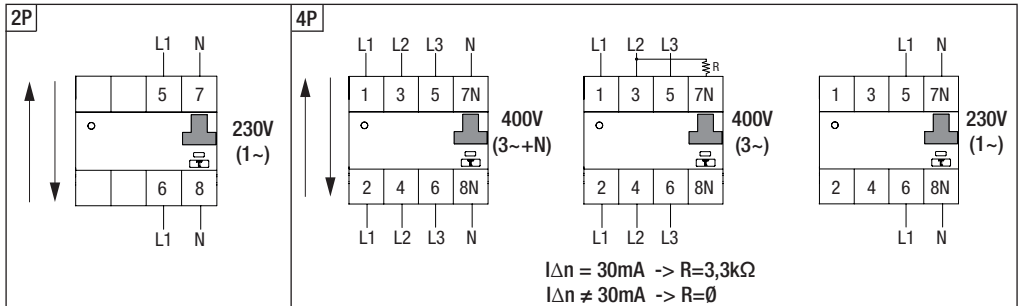 2P
L1 N
5 7
230V
(1~)
6 8
L1 N
4P
L1 L2 L3 N
1 3 5 7N
400V
(3~+N)
2 4 6 8N
L1 L2 L3 N
L1 L2 L3
R
1 3 5 7N
400V
(3~)
2 4 6 8N
L1 L2 L3
L1 N
1 3 5 7N
230V
(1~)
2 4 6 8N
L1 N
I∆n = 30mA -> R=3,3kΩ
I∆n ≠ 30mA -> R=Ø